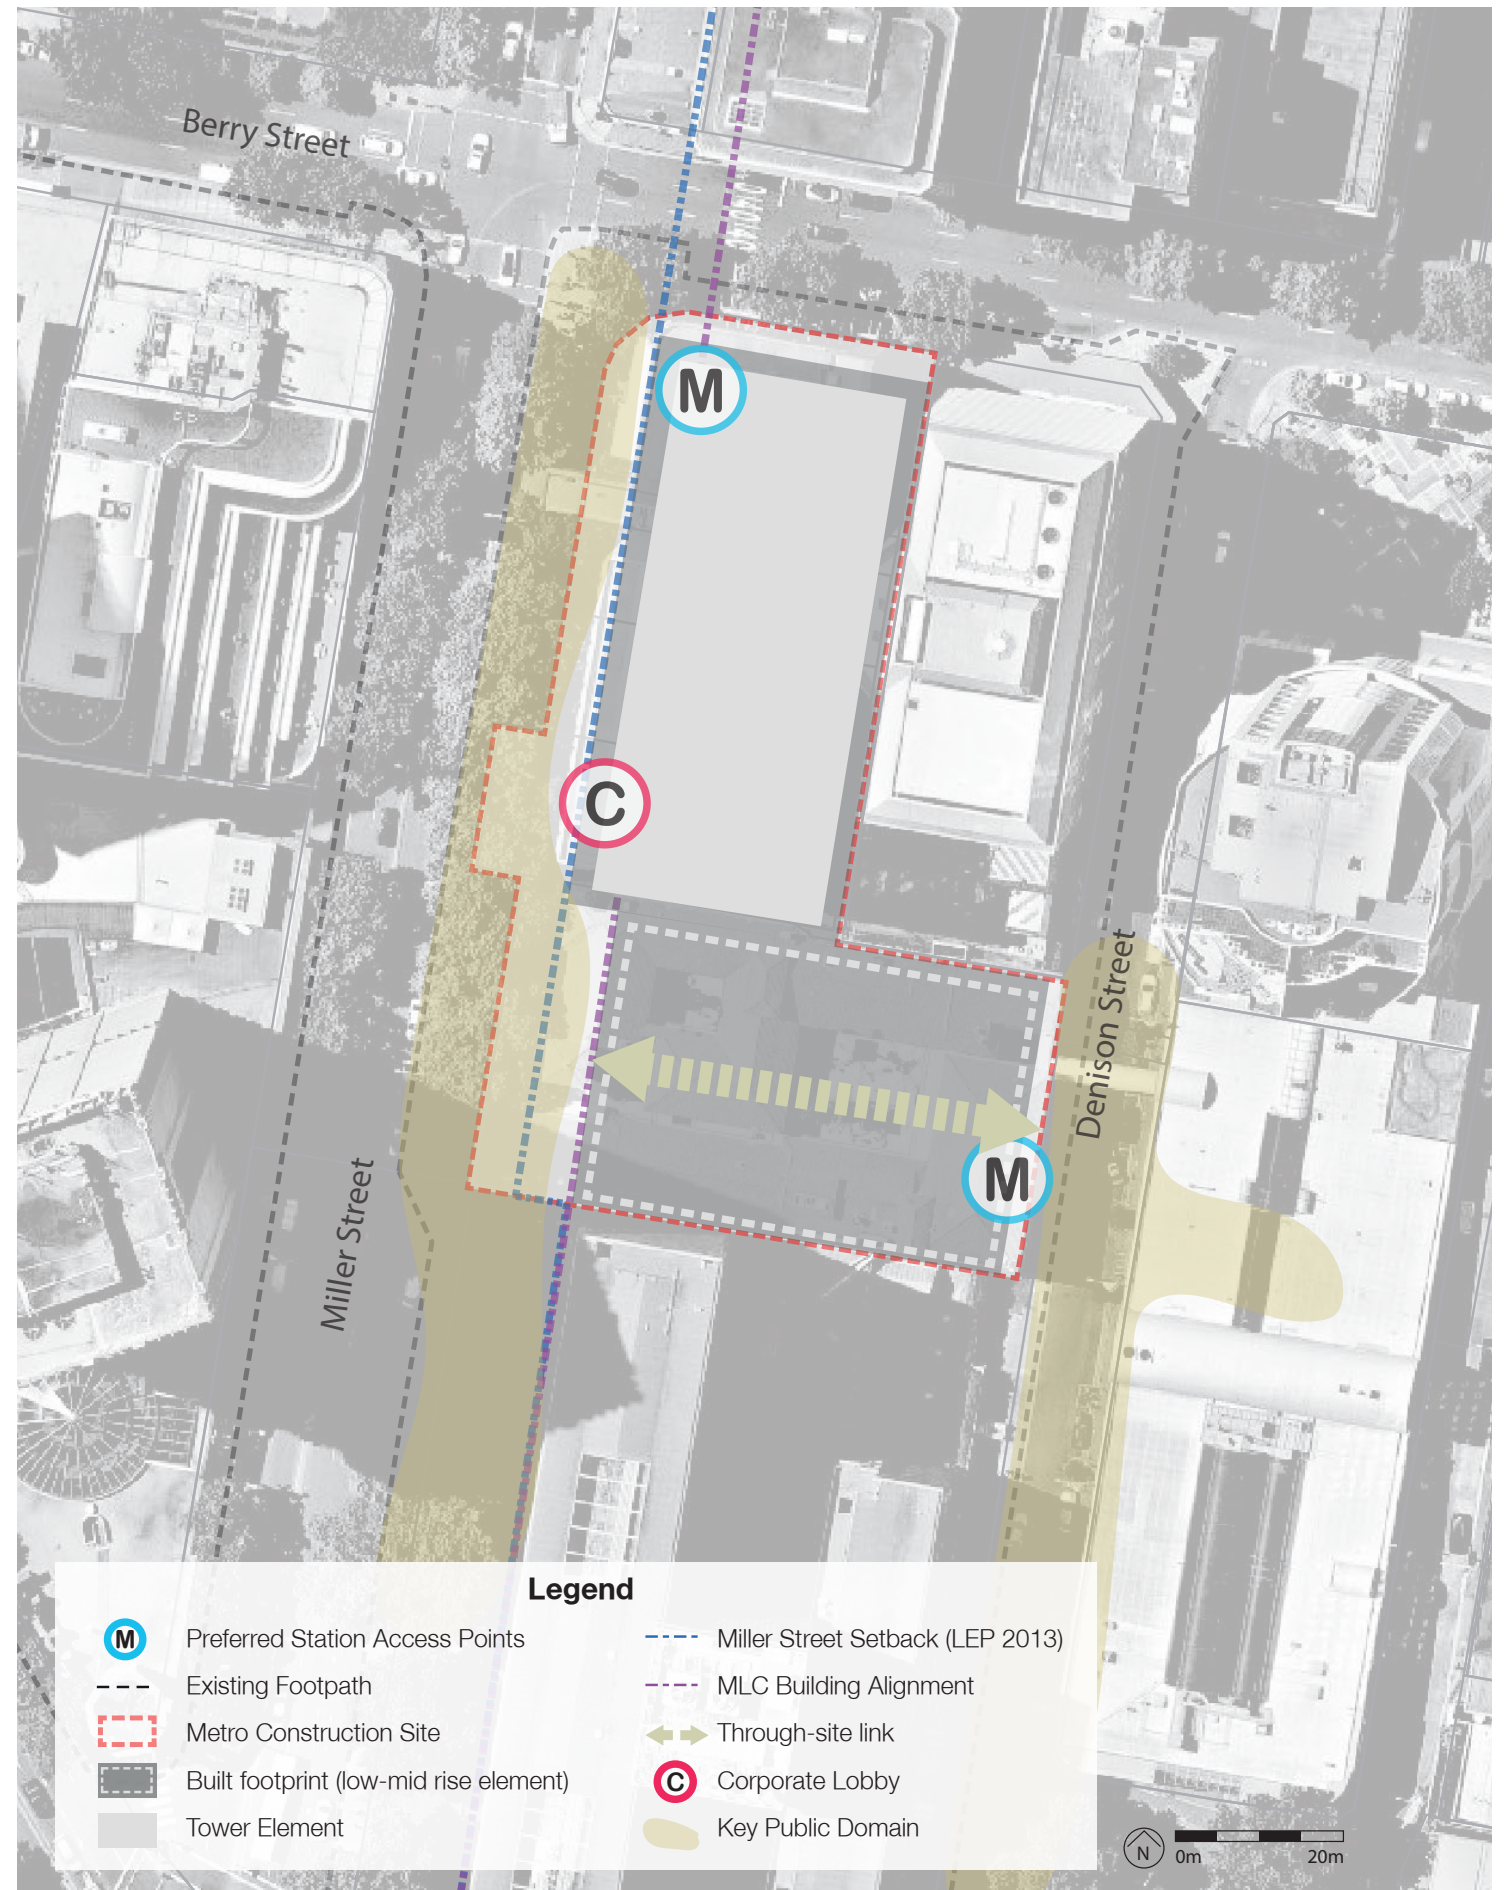 Berry Street
M
C
Denison Street
M
Miller Street
Legend
M Preferred Station Access Points
Existing Footpath
Metro Construction Site
Built footprint (low-mid rise element)
Tower Element
Miller Street Setback (LEP 2013)
MLC Building Alignment
Through-site link
C Corporate Lobby
Key Public Domain
N
0m 20m